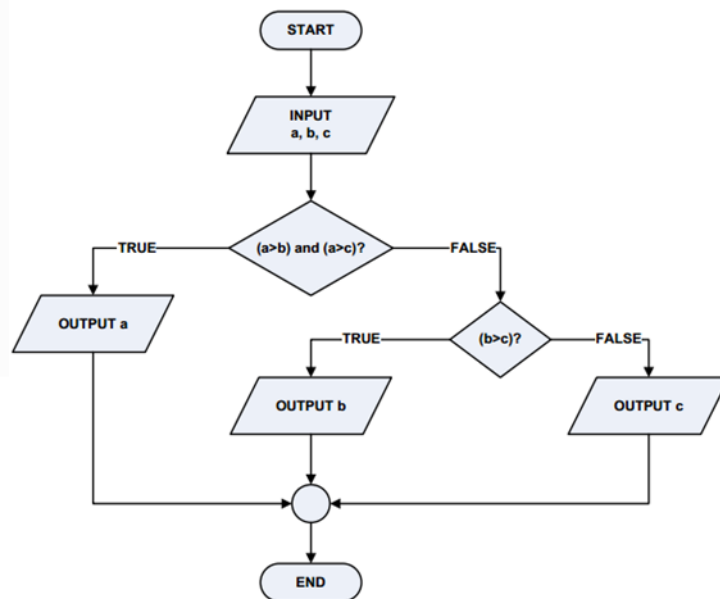 START
INPUT
a, b, c
(a>b) and (a>c)?
TRUE
FALSE
OUTPUT a
(b>c)?
TRUE
FALSE
OUTPUT b
OUTPUT c
END